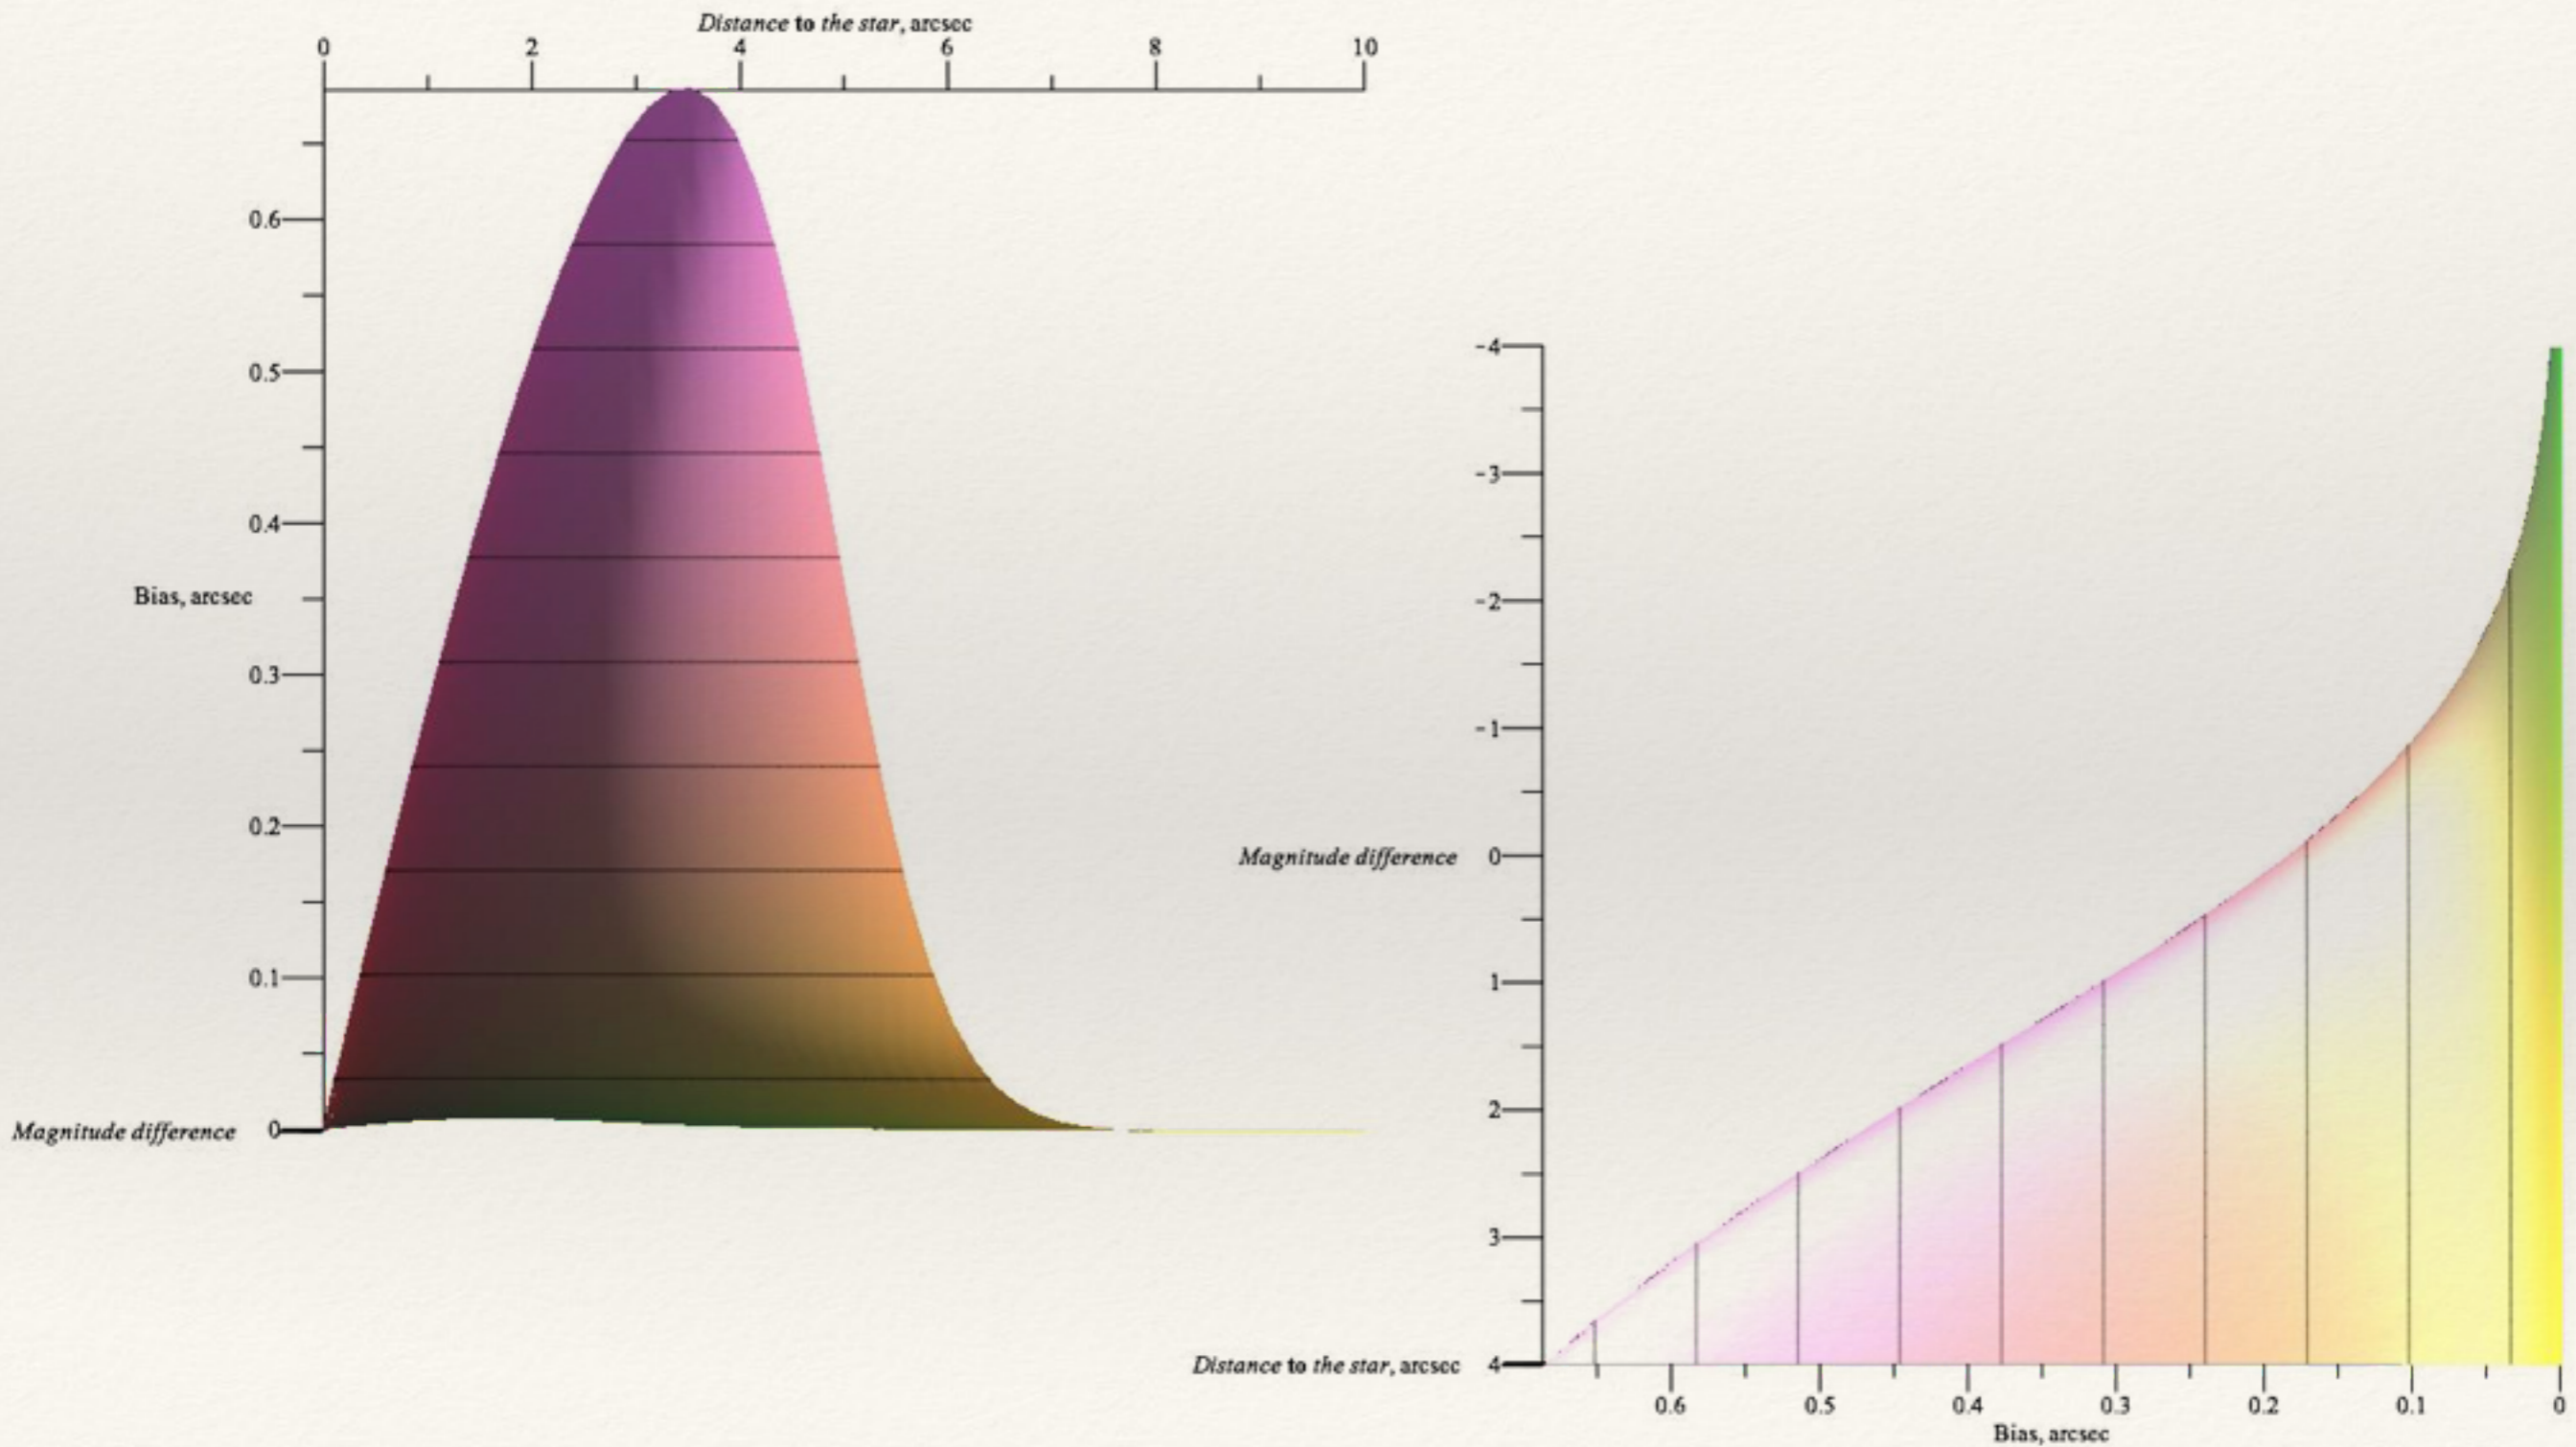 Distance to the star, arcsec
0 2 4 6 8 10
0.6
0.5
0.4
Bias, arcsec
0.3
0.2
0.1
Magnitude difference 0
-4
-3
-2
-1
Magnitude difference 0
1
2
3
Distance to the star, arcsec 4
0.6 0.5 0.4 0.3 0.2 0.1 0
Bias, arcsec